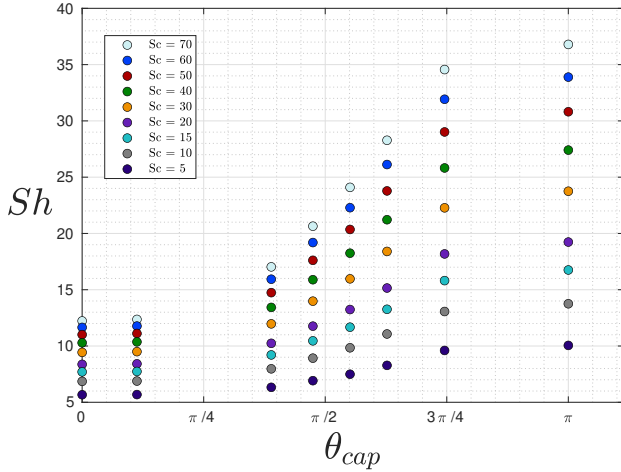 40
35
30
25
20
15
10
5
Sh
Sc = 70
Sc = 60
Sc = 50
Sc = 40
Sc = 30
Sc = 20
Sc = 15
Sc = 10
Sc = 5
0 π/4 π/2 3π/4 π
θcap